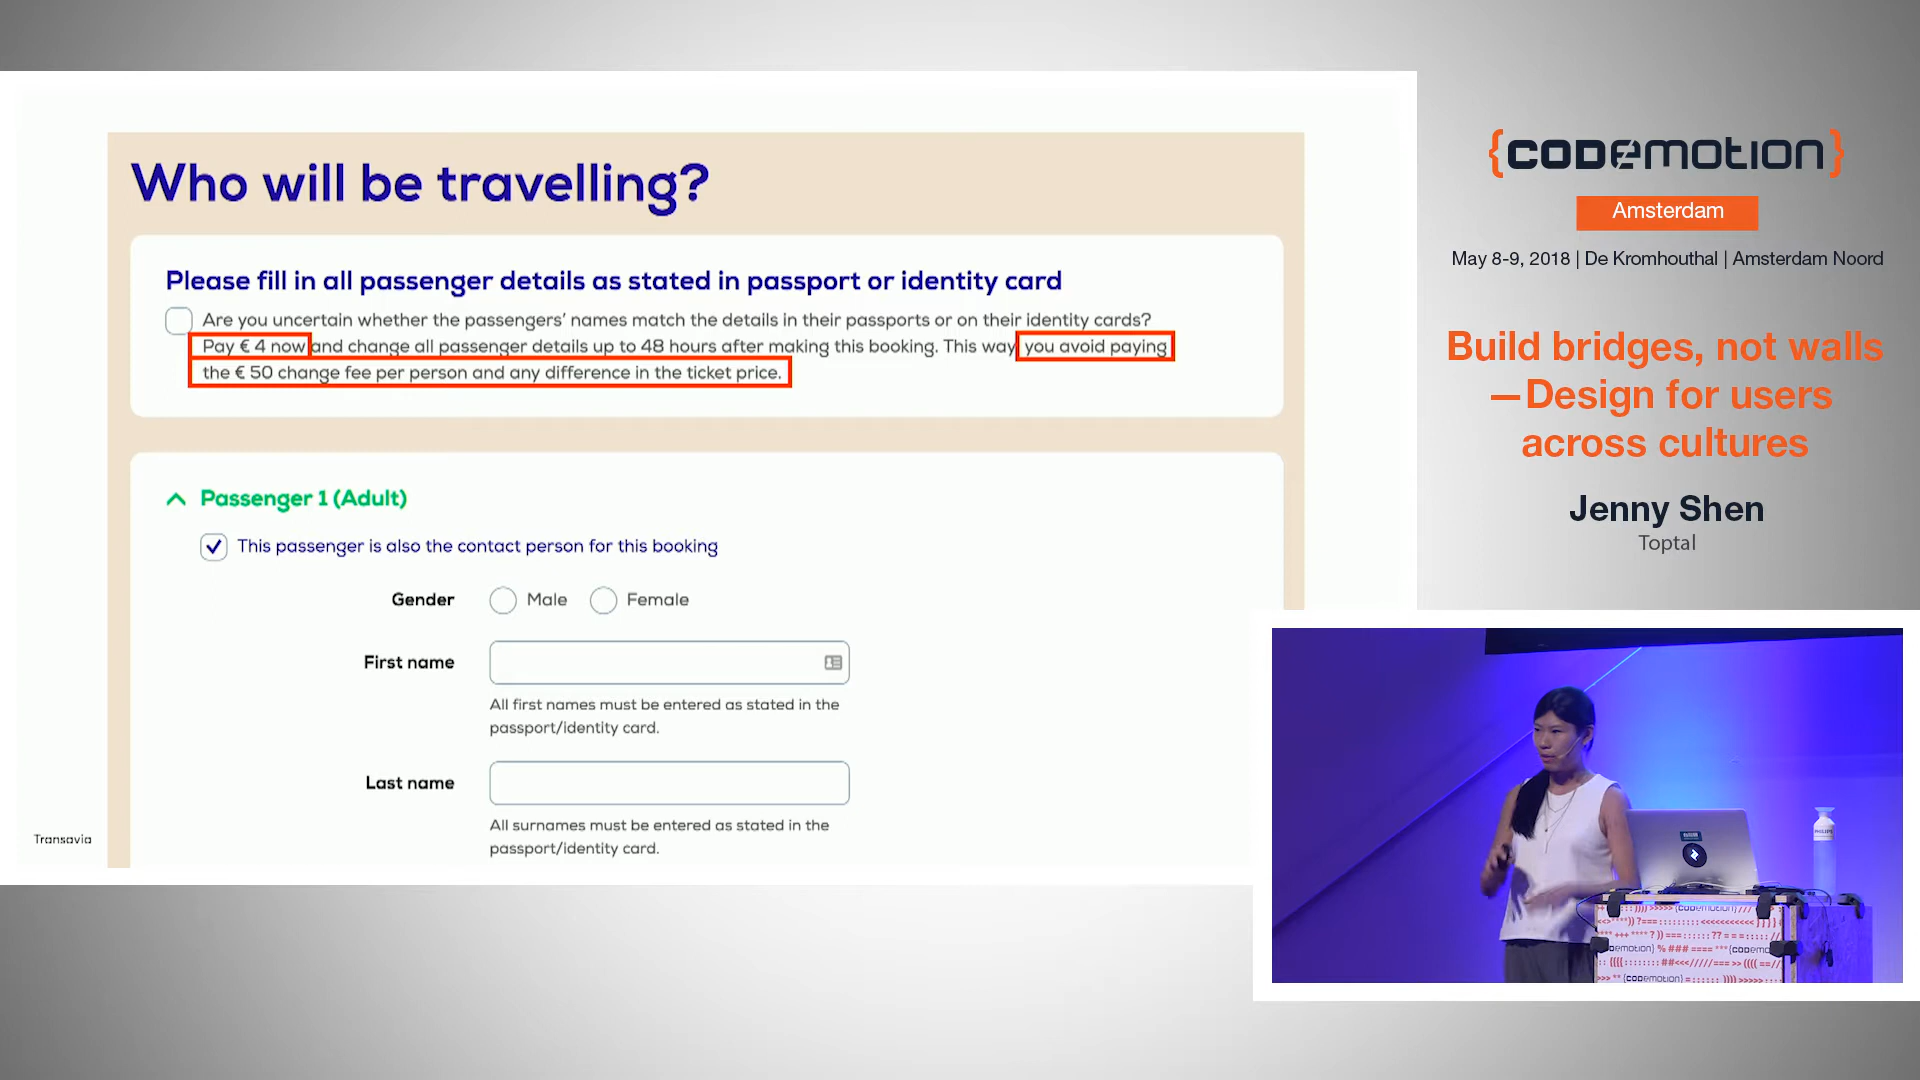 Who will be travelling?
Please fill in all passenger details as stated in passport or identity card
Are you uncertain whether the passengers' names match the details in their passports or on their identity cards?
Pay € 4 now and change all passenger details up to 48 hours after making this booking. This way you avoid paying
the € 50 change fee per person and any difference in the ticket price.
Passenger 1 (Adult)
This passenger is also the contact person for this booking
Gender Male Female
First name
All first names must be entered as stated in the
passport/identity card.
Last name
All surnames must be entered as stated in the
passport/identity card.
Transavia
{CODEMOTION}
Amsterdam
May 8-9, 2018 | De Kromhouthal | Amsterdam Noord
Build bridges, not walls
—Design for users
across cultures
Jenny Shen
Toptal
PHILIPS